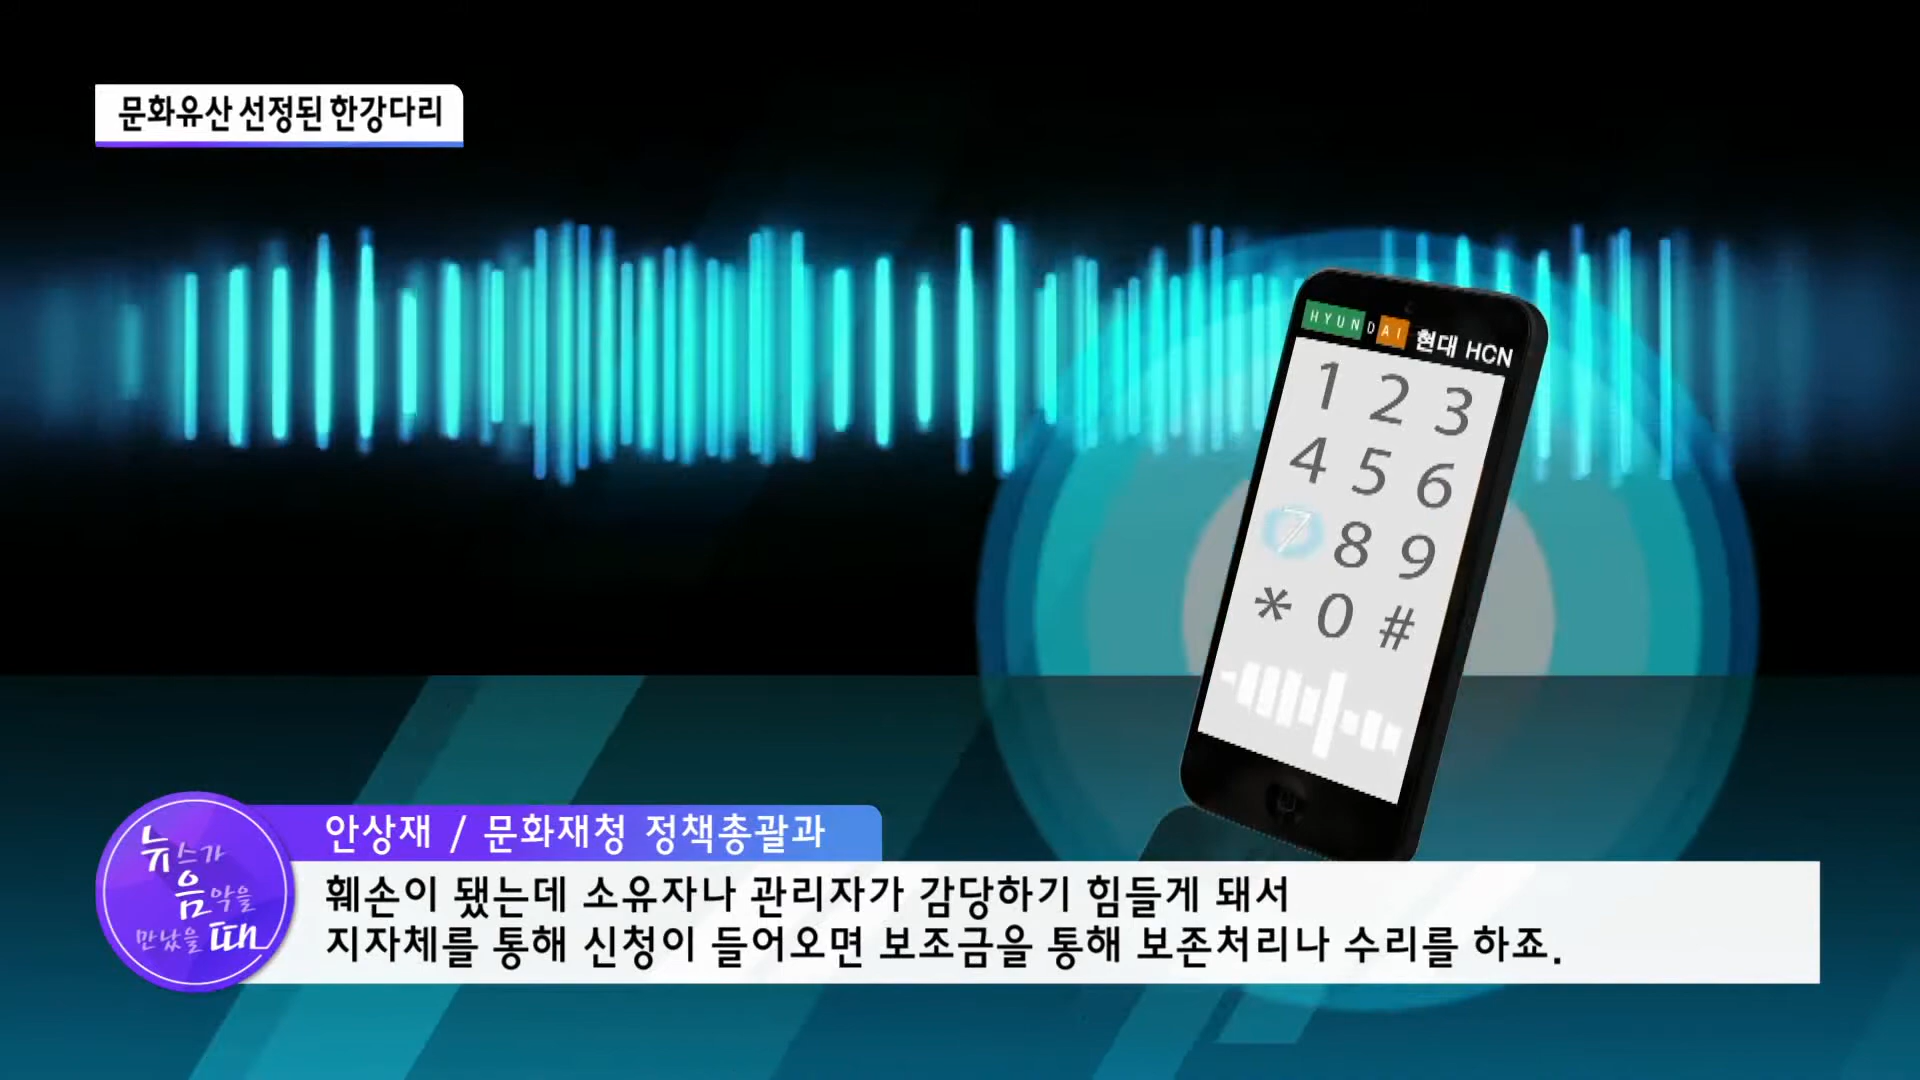 문화유산 선정된 한강다리
HYUNDAI 현대 HCN
1 2 3
4 5 6
7 8 9
* 0 #
안상재 / 문화재청 정책총괄과
훼손이 됐는데 소유자나 관리자가 감당하기 힘들게 돼서
지자체를 통해 신청이 들어오면 보조금을 통해 보존처리나 수리를 하죠.
뉴스가
음악을
만났을 때